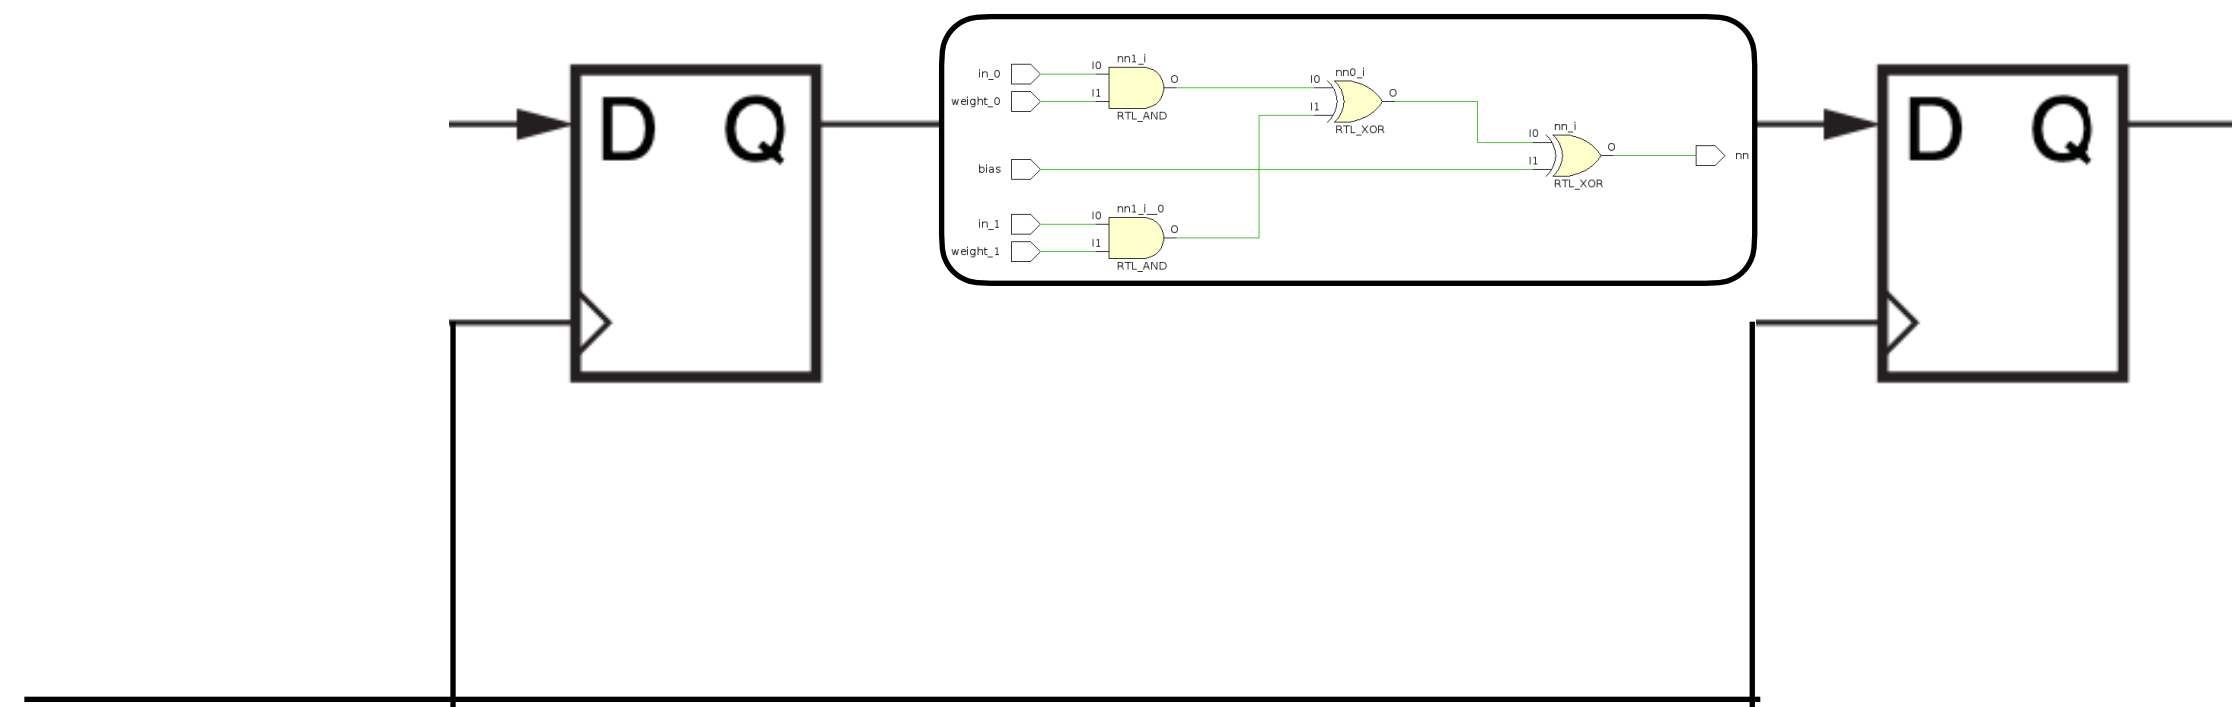 D Q
in_0
weight_0
I0
I1
nn1_i
O
RTL_AND
I0
I1
nn0_i
O
RTL_XOR
bias
I0
I1
nn_i
O
RTL_XOR
nn
in_1
weight_1
I0
I1
nn1_i__0
O
RTL_AND
D Q